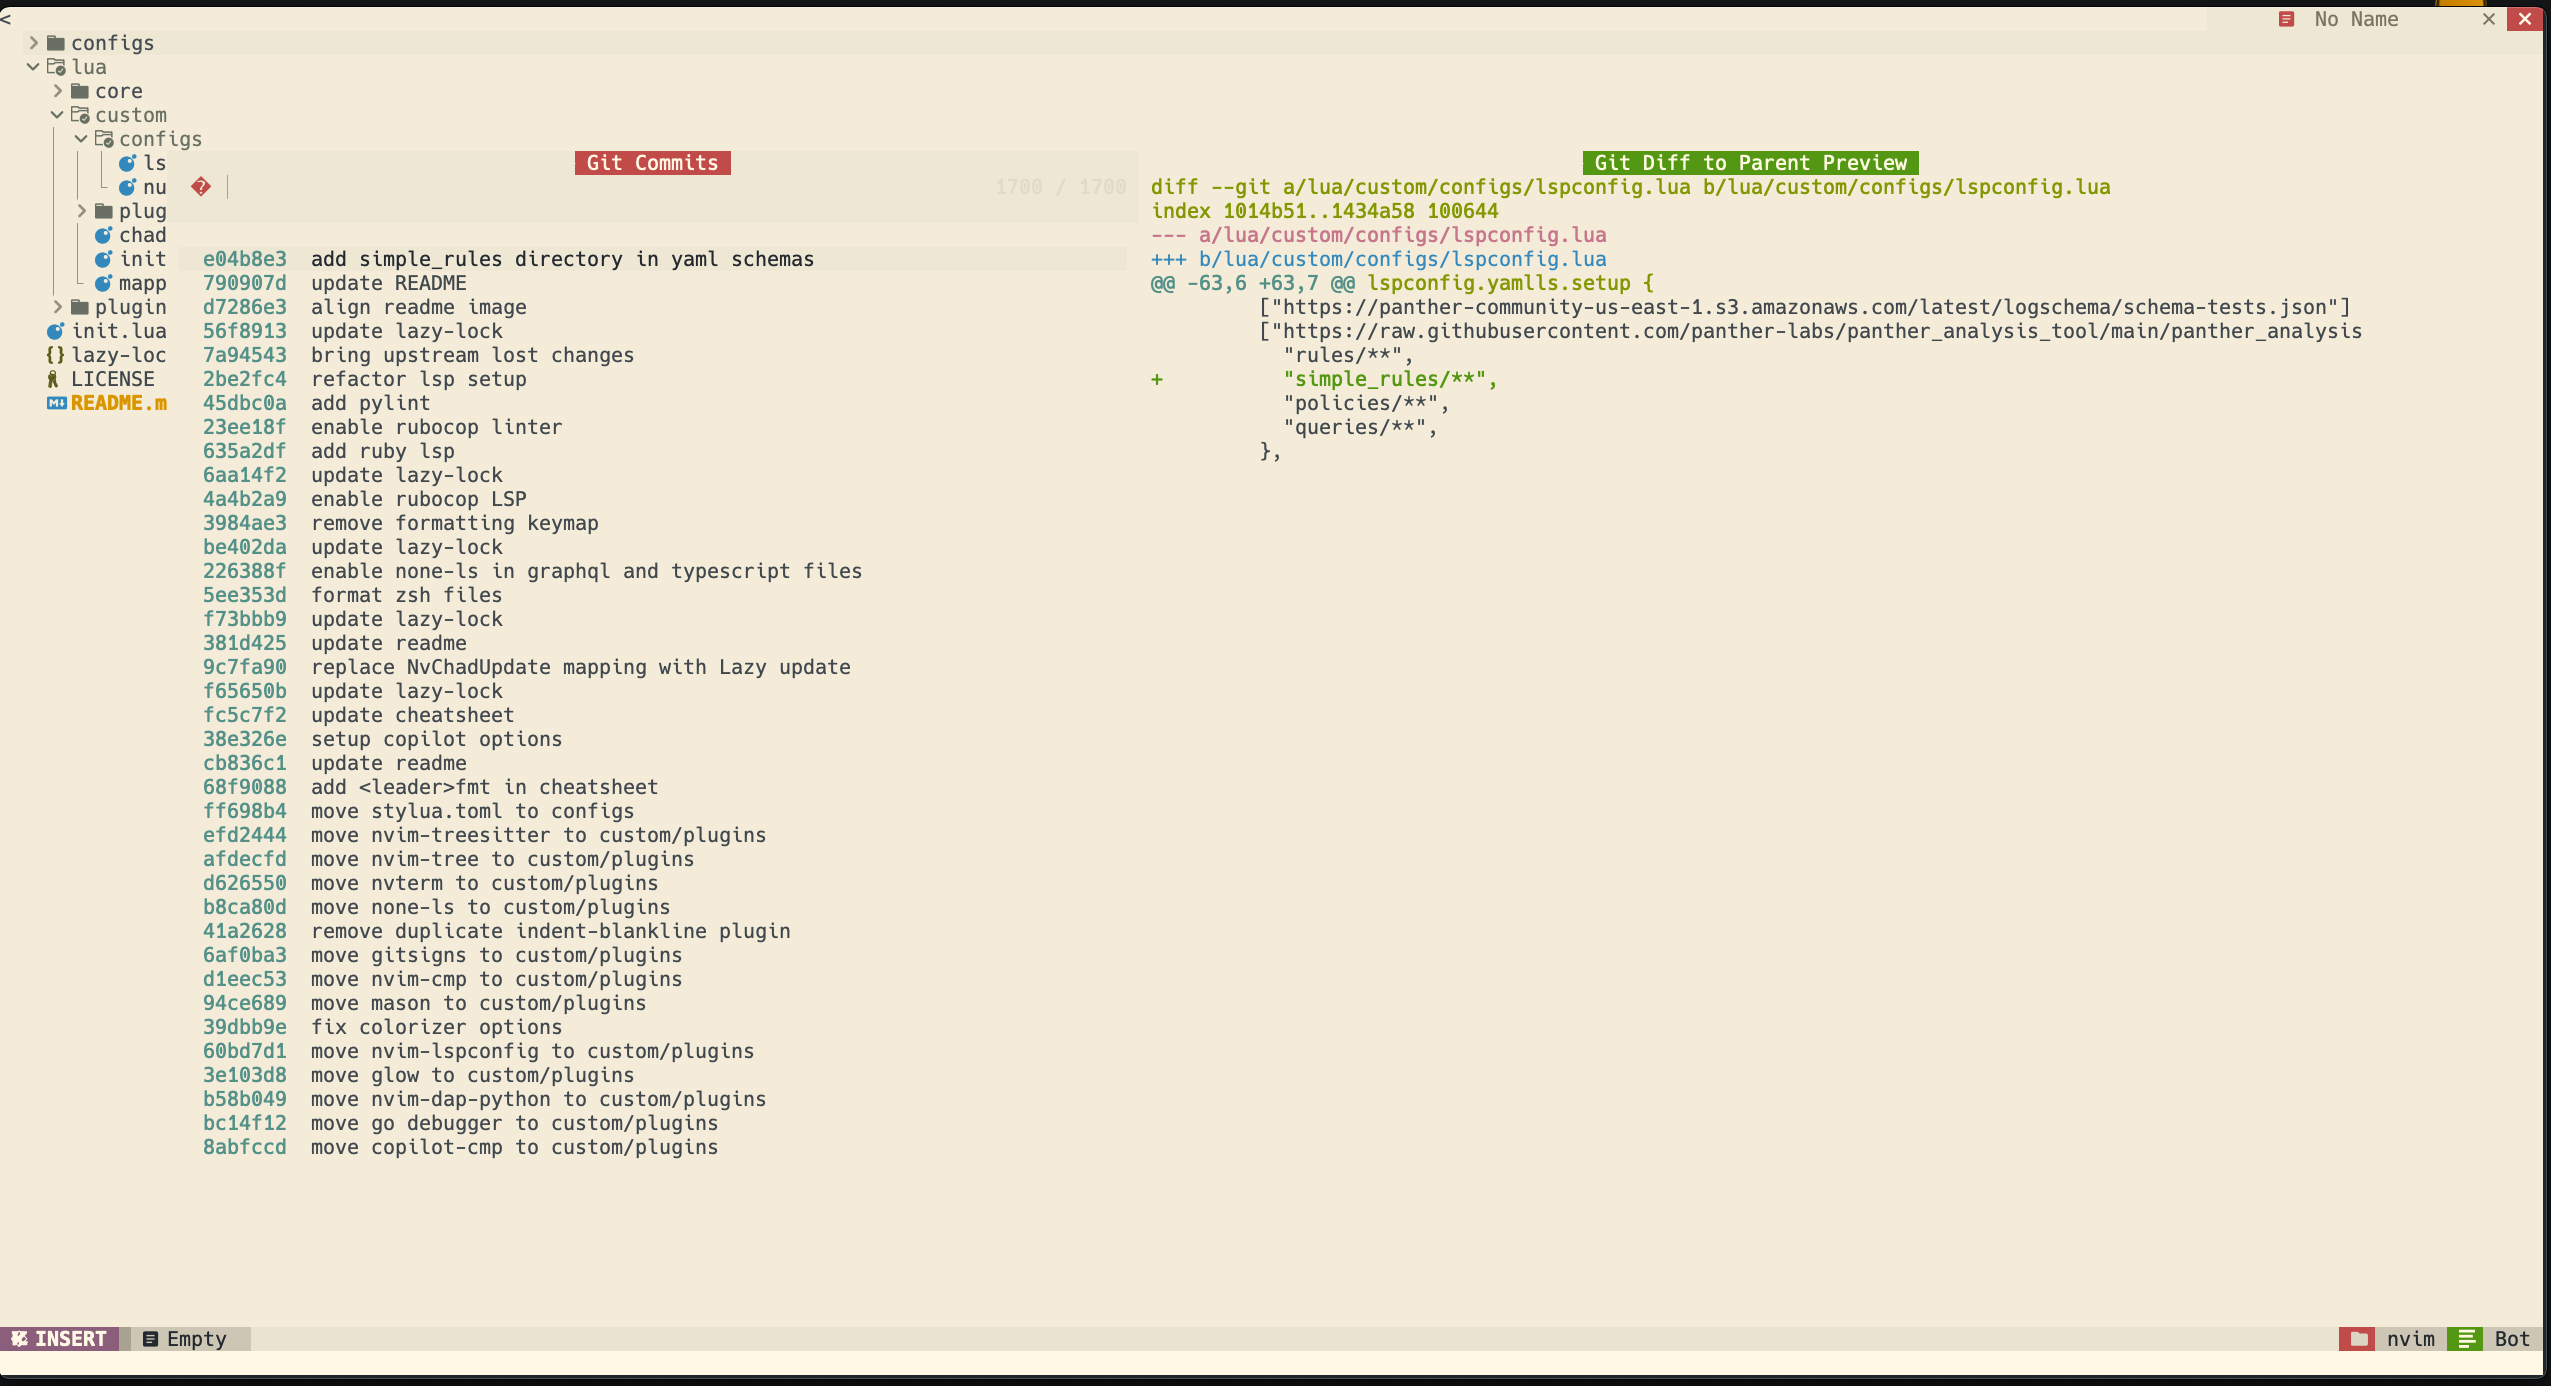 <
No Name
configs
lua
core
custom
configs
ls
nu
plug
chad
init
mapp
plugin
init.lua
{} lazy-loc
LICENSE
README.m
Git Commits
1700 / 1700
e04b8e3 add simple_rules directory in yaml schemas
790907d update README
d7286e3 align readme image
56f8913 update lazy-lock
7a94543 bring upstream lost changes
2be2fc4 refactor lsp setup
45dbc0a add pylint
23ee18f enable rubocop linter
635a2df add ruby lsp
6aa14f2 update lazy-lock
4a4b2a9 enable rubocop LSP
3984ae3 remove formatting keymap
be402da update lazy-lock
226388f enable none-ls in graphql and typescript files
5ee353d format zsh files
f73bbb9 update lazy-lock
381d425 update readme
9c7fa90 replace NvChadUpdate mapping with Lazy update
f65650b update lazy-lock
fc5c7f2 update cheatsheet
38e326e setup copilot options
cb836c1 update readme
68f9088 add <leader>fmt in cheatsheet
ff698b4 move stylua.toml to configs
efd2444 move nvim-treesitter to custom/plugins
afdecfd move nvim-tree to custom/plugins
d626550 move nvterm to custom/plugins
b8ca80d move none-ls to custom/plugins
41a2628 remove duplicate indent-blankline plugin
6af0ba3 move gitsigns to custom/plugins
d1eec53 move nvim-cmp to custom/plugins
94ce689 move mason to custom/plugins
39dbb9e fix colorizer options
60bd7d1 move nvim-lspconfig to custom/plugins
3e103d8 move glow to custom/plugins
b58b049 move nvim-dap-python to custom/plugins
bc14f12 move go debugger to custom/plugins
8abfccd move copilot-cmp to custom/plugins
Git Diff to Parent Preview
diff --git a/lua/custom/configs/lspconfig.lua b/lua/custom/configs/lspconfig.lua
index 1014b51..1434a58 100644
--- a/lua/custom/configs/lspconfig.lua
+++ b/lua/custom/configs/lspconfig.lua
@@ -63,6 +63,7 @@ lspconfig.yamlls.setup {
["https://panther-community-us-east-1.s3.amazonaws.com/latest/logschema/schema-tests.json"]
["https://raw.githubusercontent.com/panther-labs/panther_analysis_tool/main/panther_analysis
"rules/**",
+ "simple_rules/**",
"policies/**",
"queries/**",
},
INSERT Empty
nvim Bot